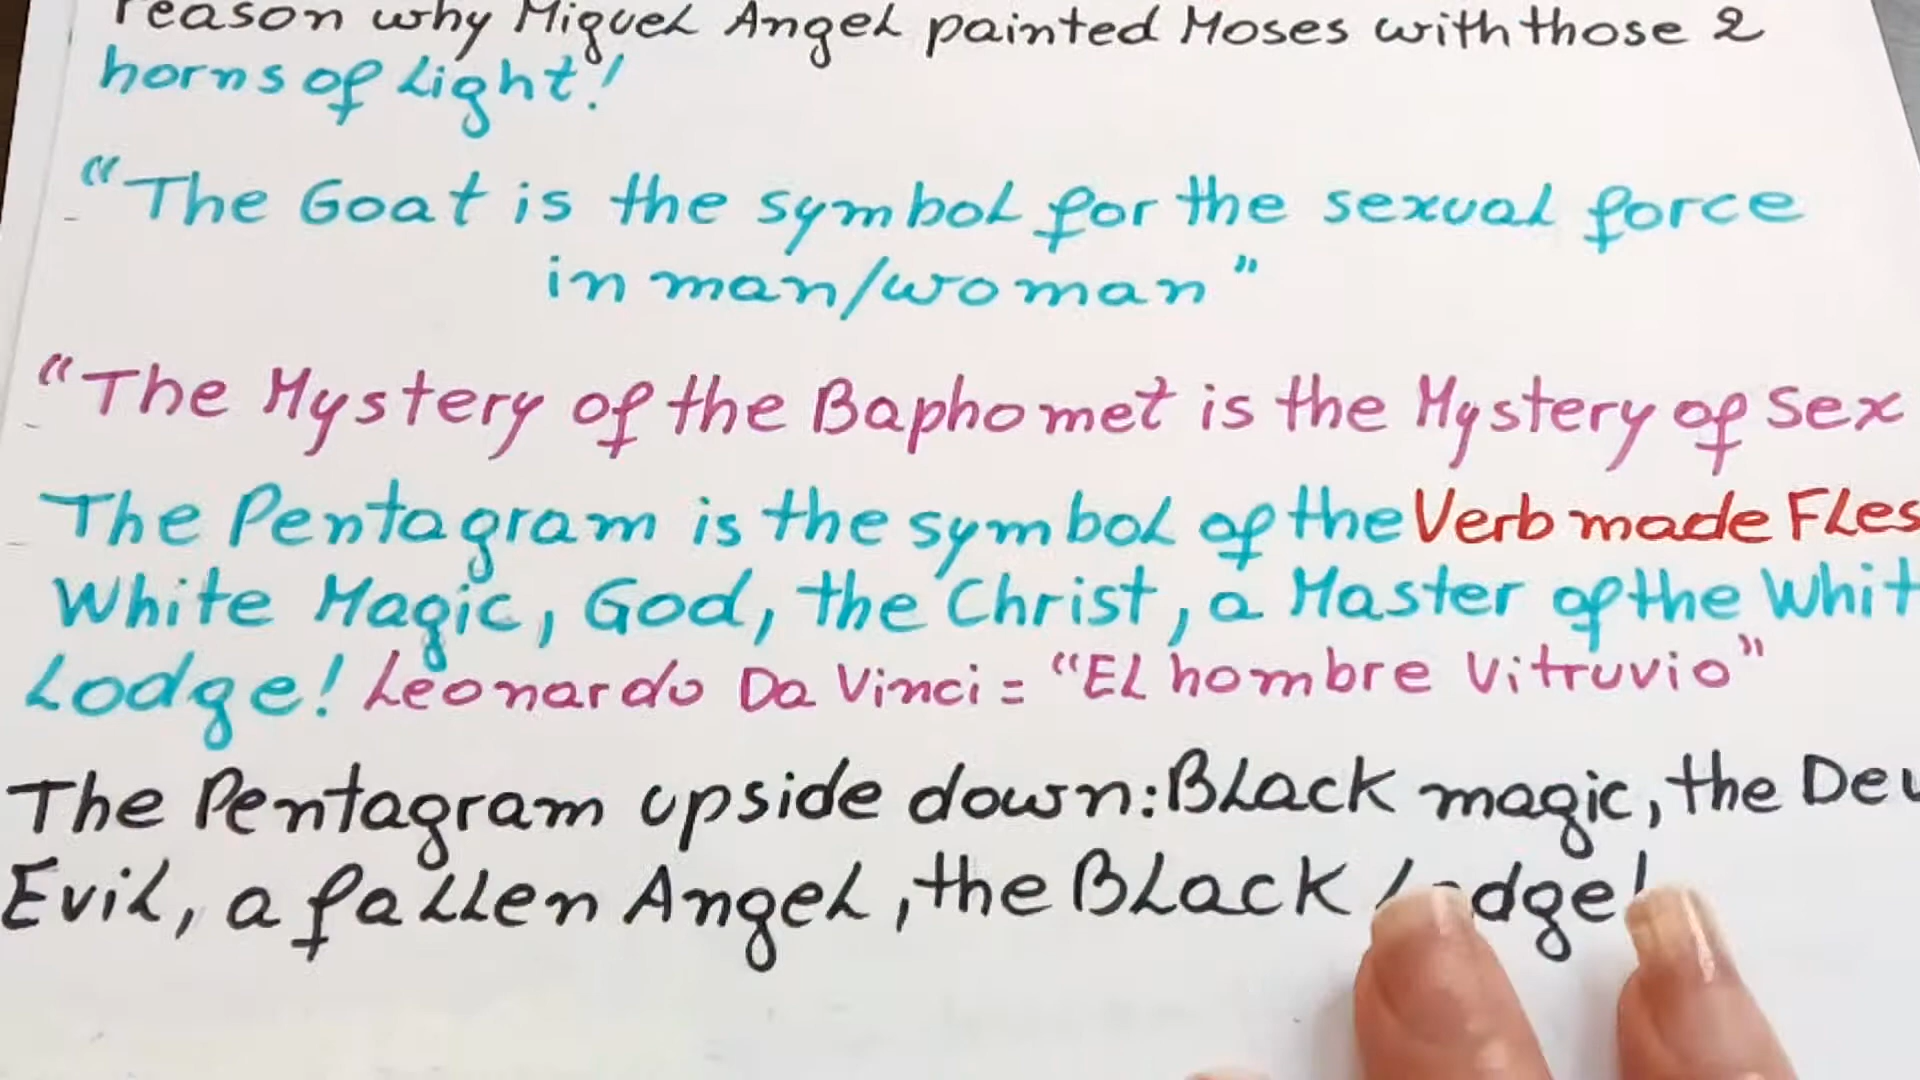 reason why Miguel Angel painted Moses with those 2
horns of Light!
"The Goat is the symbol for the sexual force
in man/woman"
"The Mystery of the Baphomet is the Mystery of Sex
The Pentagram is the symbol of the Verb made Fles
White Magic, God, the Christ, a Master of the Whit
Lodge! Leonardo Da Vinci = "El hombre Vitruvio"
The Pentagram upside down: Black magic, the Dev
Evil, a fallen Angel, the Black Lodge!